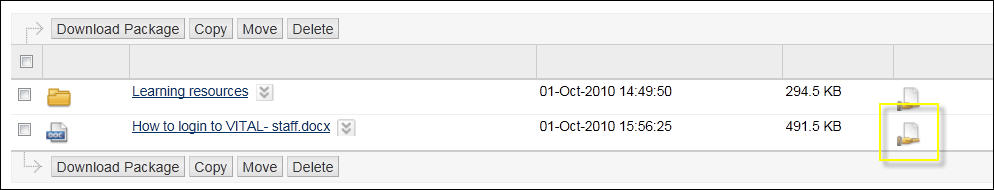 Download Package Copy Move Delete
Learning resources 01-Oct-2010 14:49:50 294.5 KB
DOC How to login to VITAL- staff.docx 01-Oct-2010 15:56:25 491.5 KB
Download Package Copy Move Delete